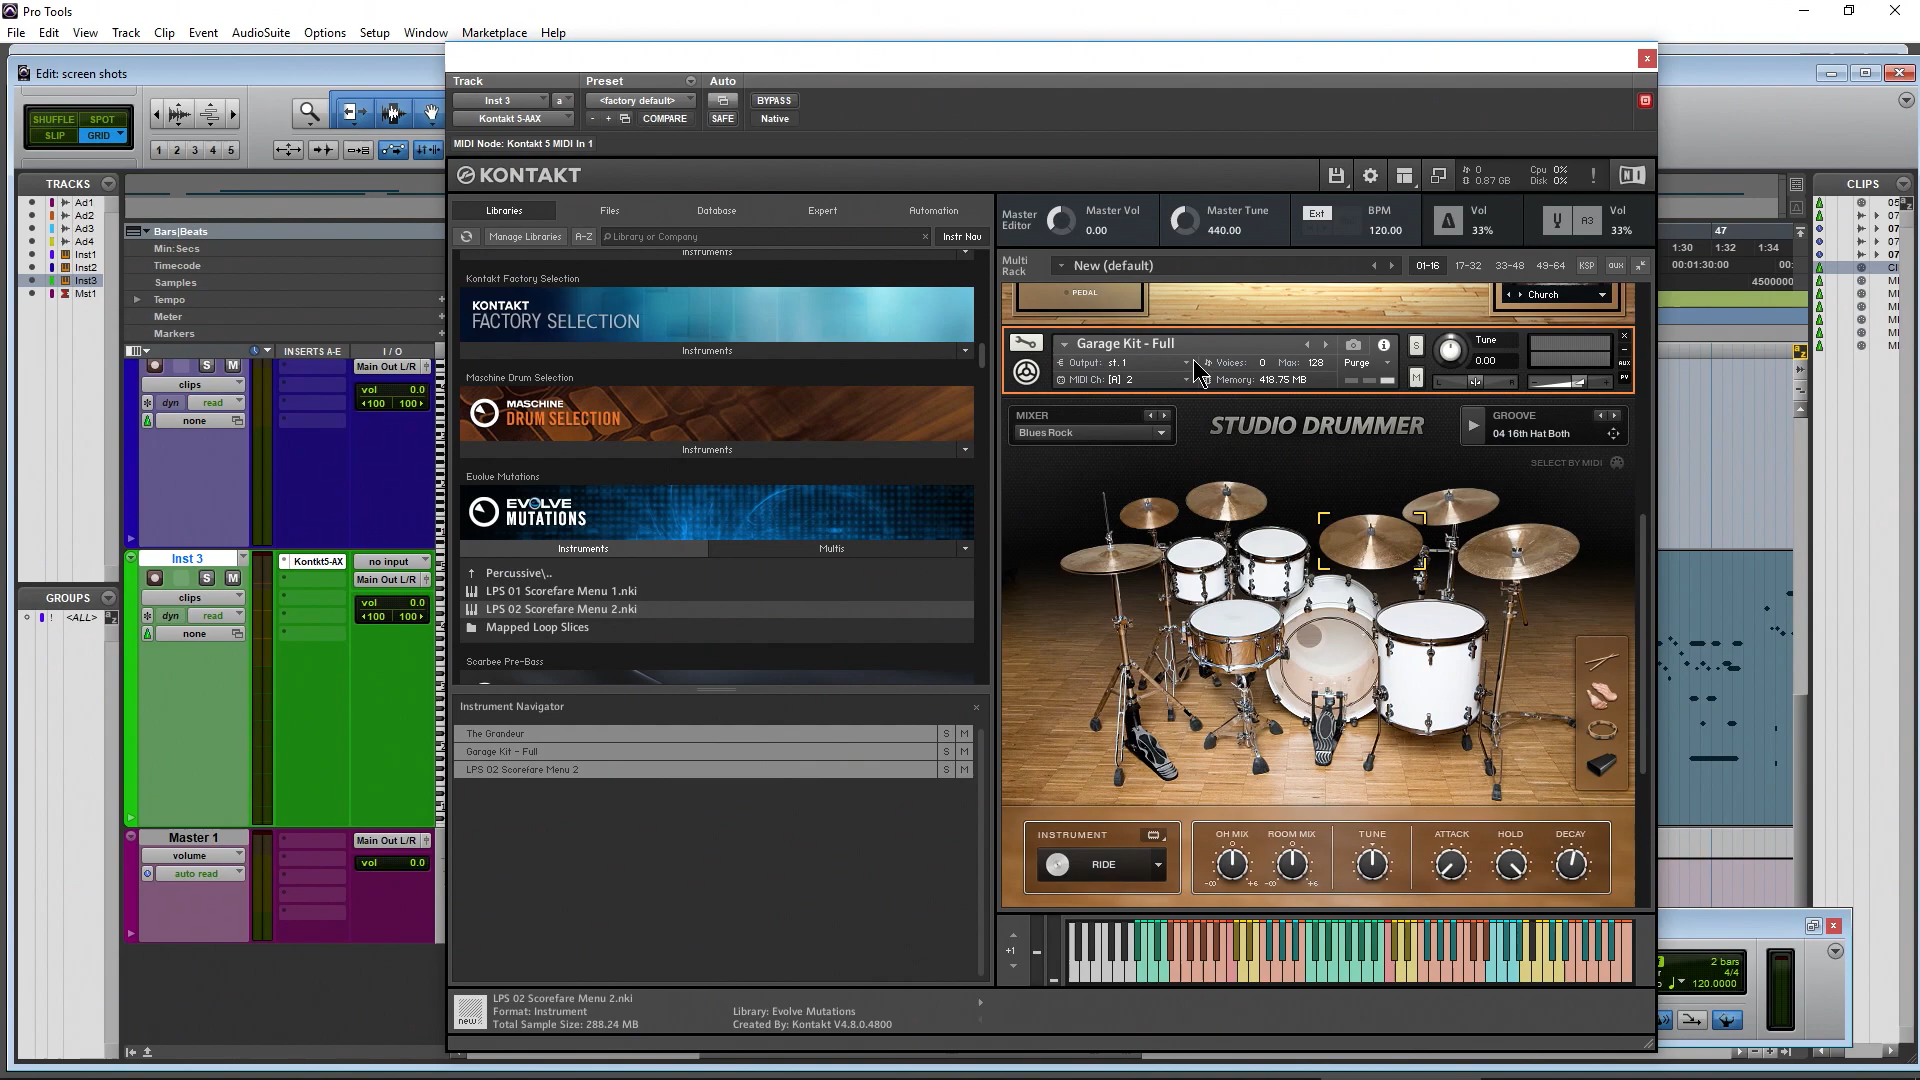 Pro Tools
File Edit View Track Clip Event AudioSuite Options Setup Window Marketplace Help
Edit: screen shots
SHUFFLE SPOT
SLIP GRID
1 2 3 4 5
TRACKS
Ad1
Ad2
Ad3
Ad4
Inst1
Inst2
Inst3
Mst1
GROUPS
! <ALL>
Bars|Beats
Min:Secs
Timecode
Samples
Tempo
Meter
Markers
INSERTS A-E I / O
S M
Main Out L/R
clips
vol 0.0
dyn read
100 100
none
Inst 3
Kontkt5-AX
no input
S M
Main Out L/R
clips
vol 0.0
dyn read
100 100
none
Master 1
Main Out L/R
volume
vol 0.0
auto read
Track Preset Auto
Inst 3 a <factory default> BYPASS
Kontakt 5-AAX - + COMPARE SAFE Native
MIDI Node: Kontakt 5 MIDI In 1
KONTAKT
0
0.87 GB
Cpu 0%
Disk 0%
!
Libraries Files Database Expert Automation
Manage Libraries A-Z Library or Company Instr Nav
Instruments
Kontakt Factory Selection
KONTAKT
FACTORY SELECTION
Instruments
Maschine Drum Selection
MASCHINE
DRUM SELECTION
Instruments
Evolve Mutations
EVOLVE
MUTATIONS
Instruments Multis
Percussive\..
LPS 01 Scorefare Menu 1.nki
LPS 02 Scorefare Menu 2.nki
Mapped Loop Slices
Scarbee Pre-Bass
Instrument Navigator
The Grandeur S M
Garage Kit - Full S M
LPS 02 Scorefare Menu 2 S M
new
LPS 02 Scorefare Menu 2.nki
Format: Instrument
Total Sample Size: 288.24 MB
Library: Evolve Mutations
Created By: Kontakt V4.8.0.4800
Master
Editor
Master Vol
0.00
Master Tune
440.00
Ext
BPM
120.00
Vol
33%
A3
Vol
33%
Multi
Rack
New (default)
01-16 17-32 33-48 49-64 KSP aux
PEDAL
Church
Garage Kit - Full
Output: st.1
Voices: 0 Max: 128 Purge
MIDI Ch: [A] 2
Memory: 418.75 MB
S
M
Tune
0.00
L R
AUX
PV
MIXER
Blues Rock
STUDIO DRUMMER
GROOVE
04 16th Hat Both
SELECT BY MIDI
INSTRUMENT
RIDE
OH MIX ROOM MIX TUNE ATTACK HOLD DECAY
-∞ +6 -∞ +6
+1
47
1:30 1:32 1:34
00:01:30:00
4500000
CLIPS
2 bars
4/4
120.0000